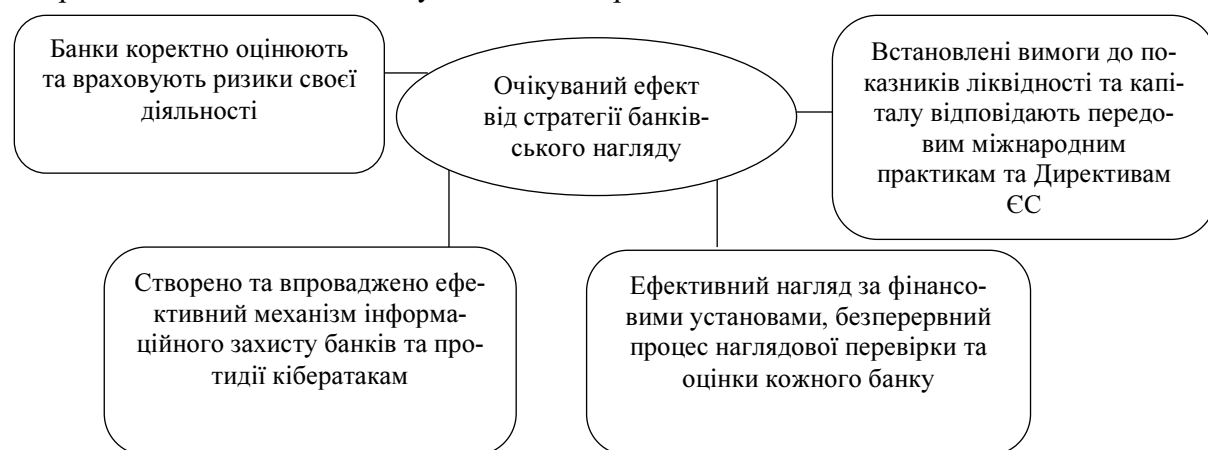 Банки коректно оцінюють
та враховують ризики своєї
діяльності
Очікуваний ефект
від стратегії банків-
ського нагляду
Встановлені вимоги до по-
казників ліквідності та капі-
талу відповідають передо-
вим міжнародним
практикам та Директивам
ЄС
Створено та впроваджено ефе-
ктивний механізм інформа-
ційного захисту банків та про-
тидії кібератакам
Ефективний нагляд за фінансо-
вими установами, безперервний
процес наглядової перевірки та
оцінки кожного банку